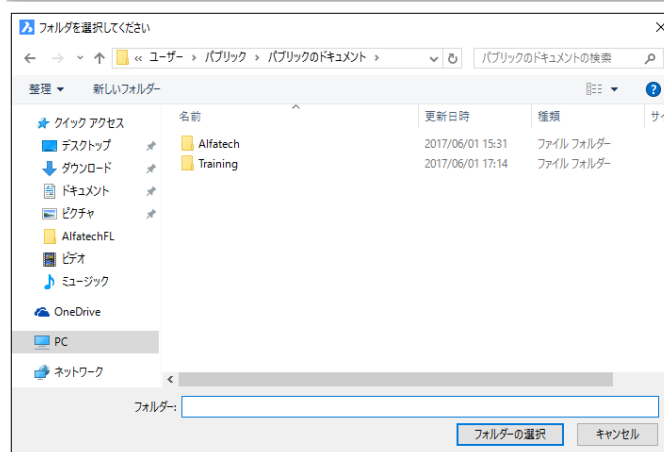 フォルダを選択してください
« ユーザー > パブリック > パブリックのドキュメント >
パブリックのドキュメントの検索
整理 ▼ 新しいフォルダー
名前 更新日時 種類 サイ
クイック アクセス
デスクトップ
ダウンロード
ドキュメント
ピクチャ
AlfatechFL
ビデオ
ミュージック
OneDrive
PC
ネットワーク
Alfatech 2017/06/01 15:31 ファイル フォルダー
Training 2017/06/01 17:14 ファイル フォルダー
フォルダー:
フォルダーの選択 キャンセル